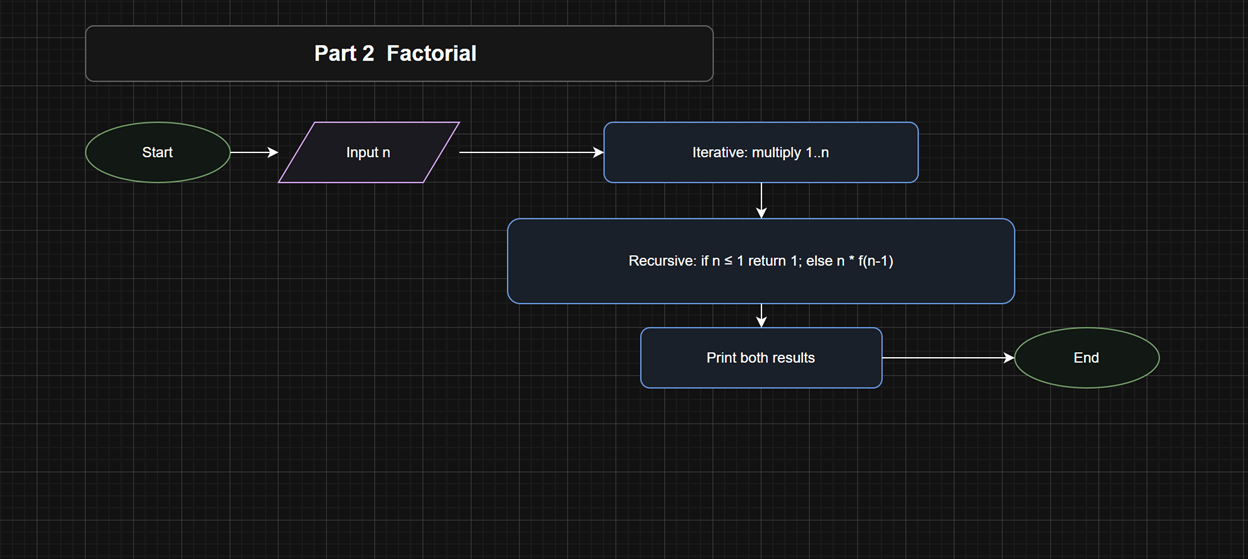 Part 2  Factorial
Start
Input n
Iterative: multiply 1..n
Recursive: if n ≤ 1 return 1; else n * f(n-1)
Print both results
End